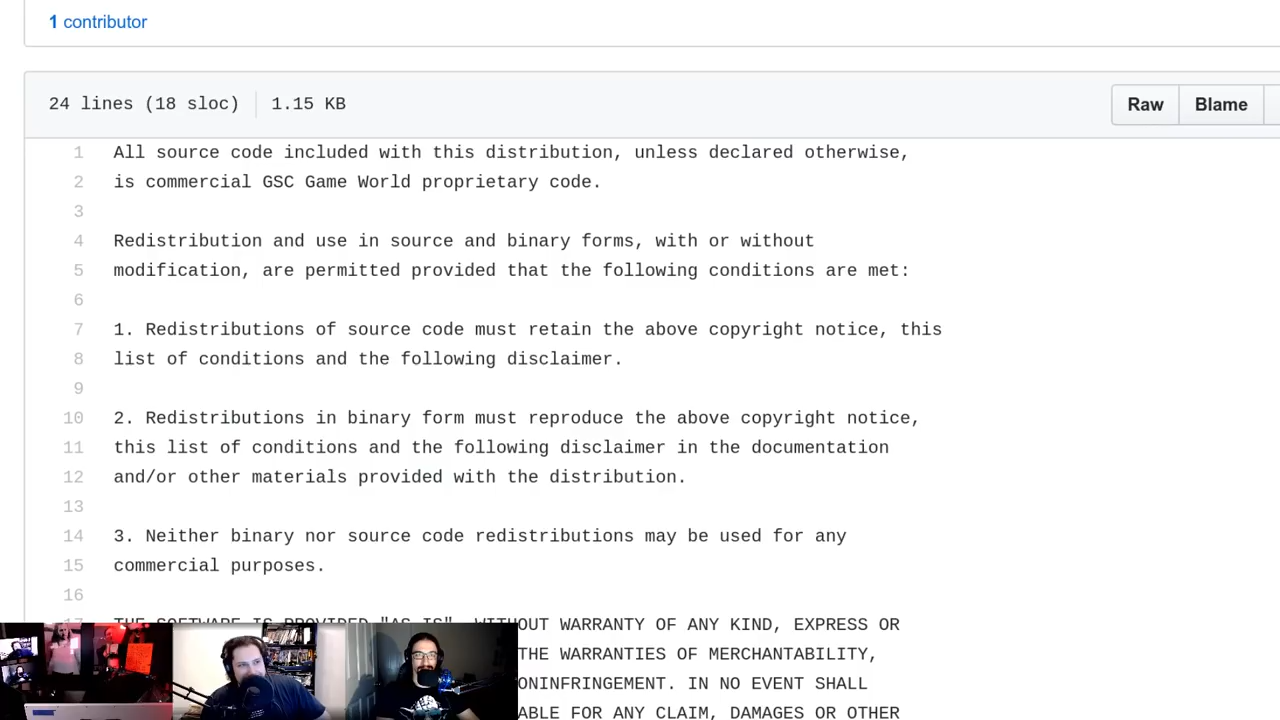 1 contributor
24 lines (18 sloc) 1.15 KB
Raw Blame
1 All source code included with this distribution, unless declared otherwise,
2 is commercial GSC Game World proprietary code.
3
4 Redistribution and use in source and binary forms, with or without
5 modification, are permitted provided that the following conditions are met:
6
7 1. Redistributions of source code must retain the above copyright notice, this
8 list of conditions and the following disclaimer.
9
10 2. Redistributions in binary form must reproduce the above copyright notice,
11 this list of conditions and the following disclaimer in the documentation
12 and/or other materials provided with the distribution.
13
14 3. Neither binary nor source code redistributions may be used for any
15 commercial purposes.
16
THE SOFTWARE IS PROVIDED "AS IS", WITHOUT WARRANTY OF ANY KIND, EXPRESS OR
THE WARRANTIES OF MERCHANTABILITY,
ONINFRINGEMENT. IN NO EVENT SHALL
ABLE FOR ANY CLAIM, DAMAGES OR OTHER